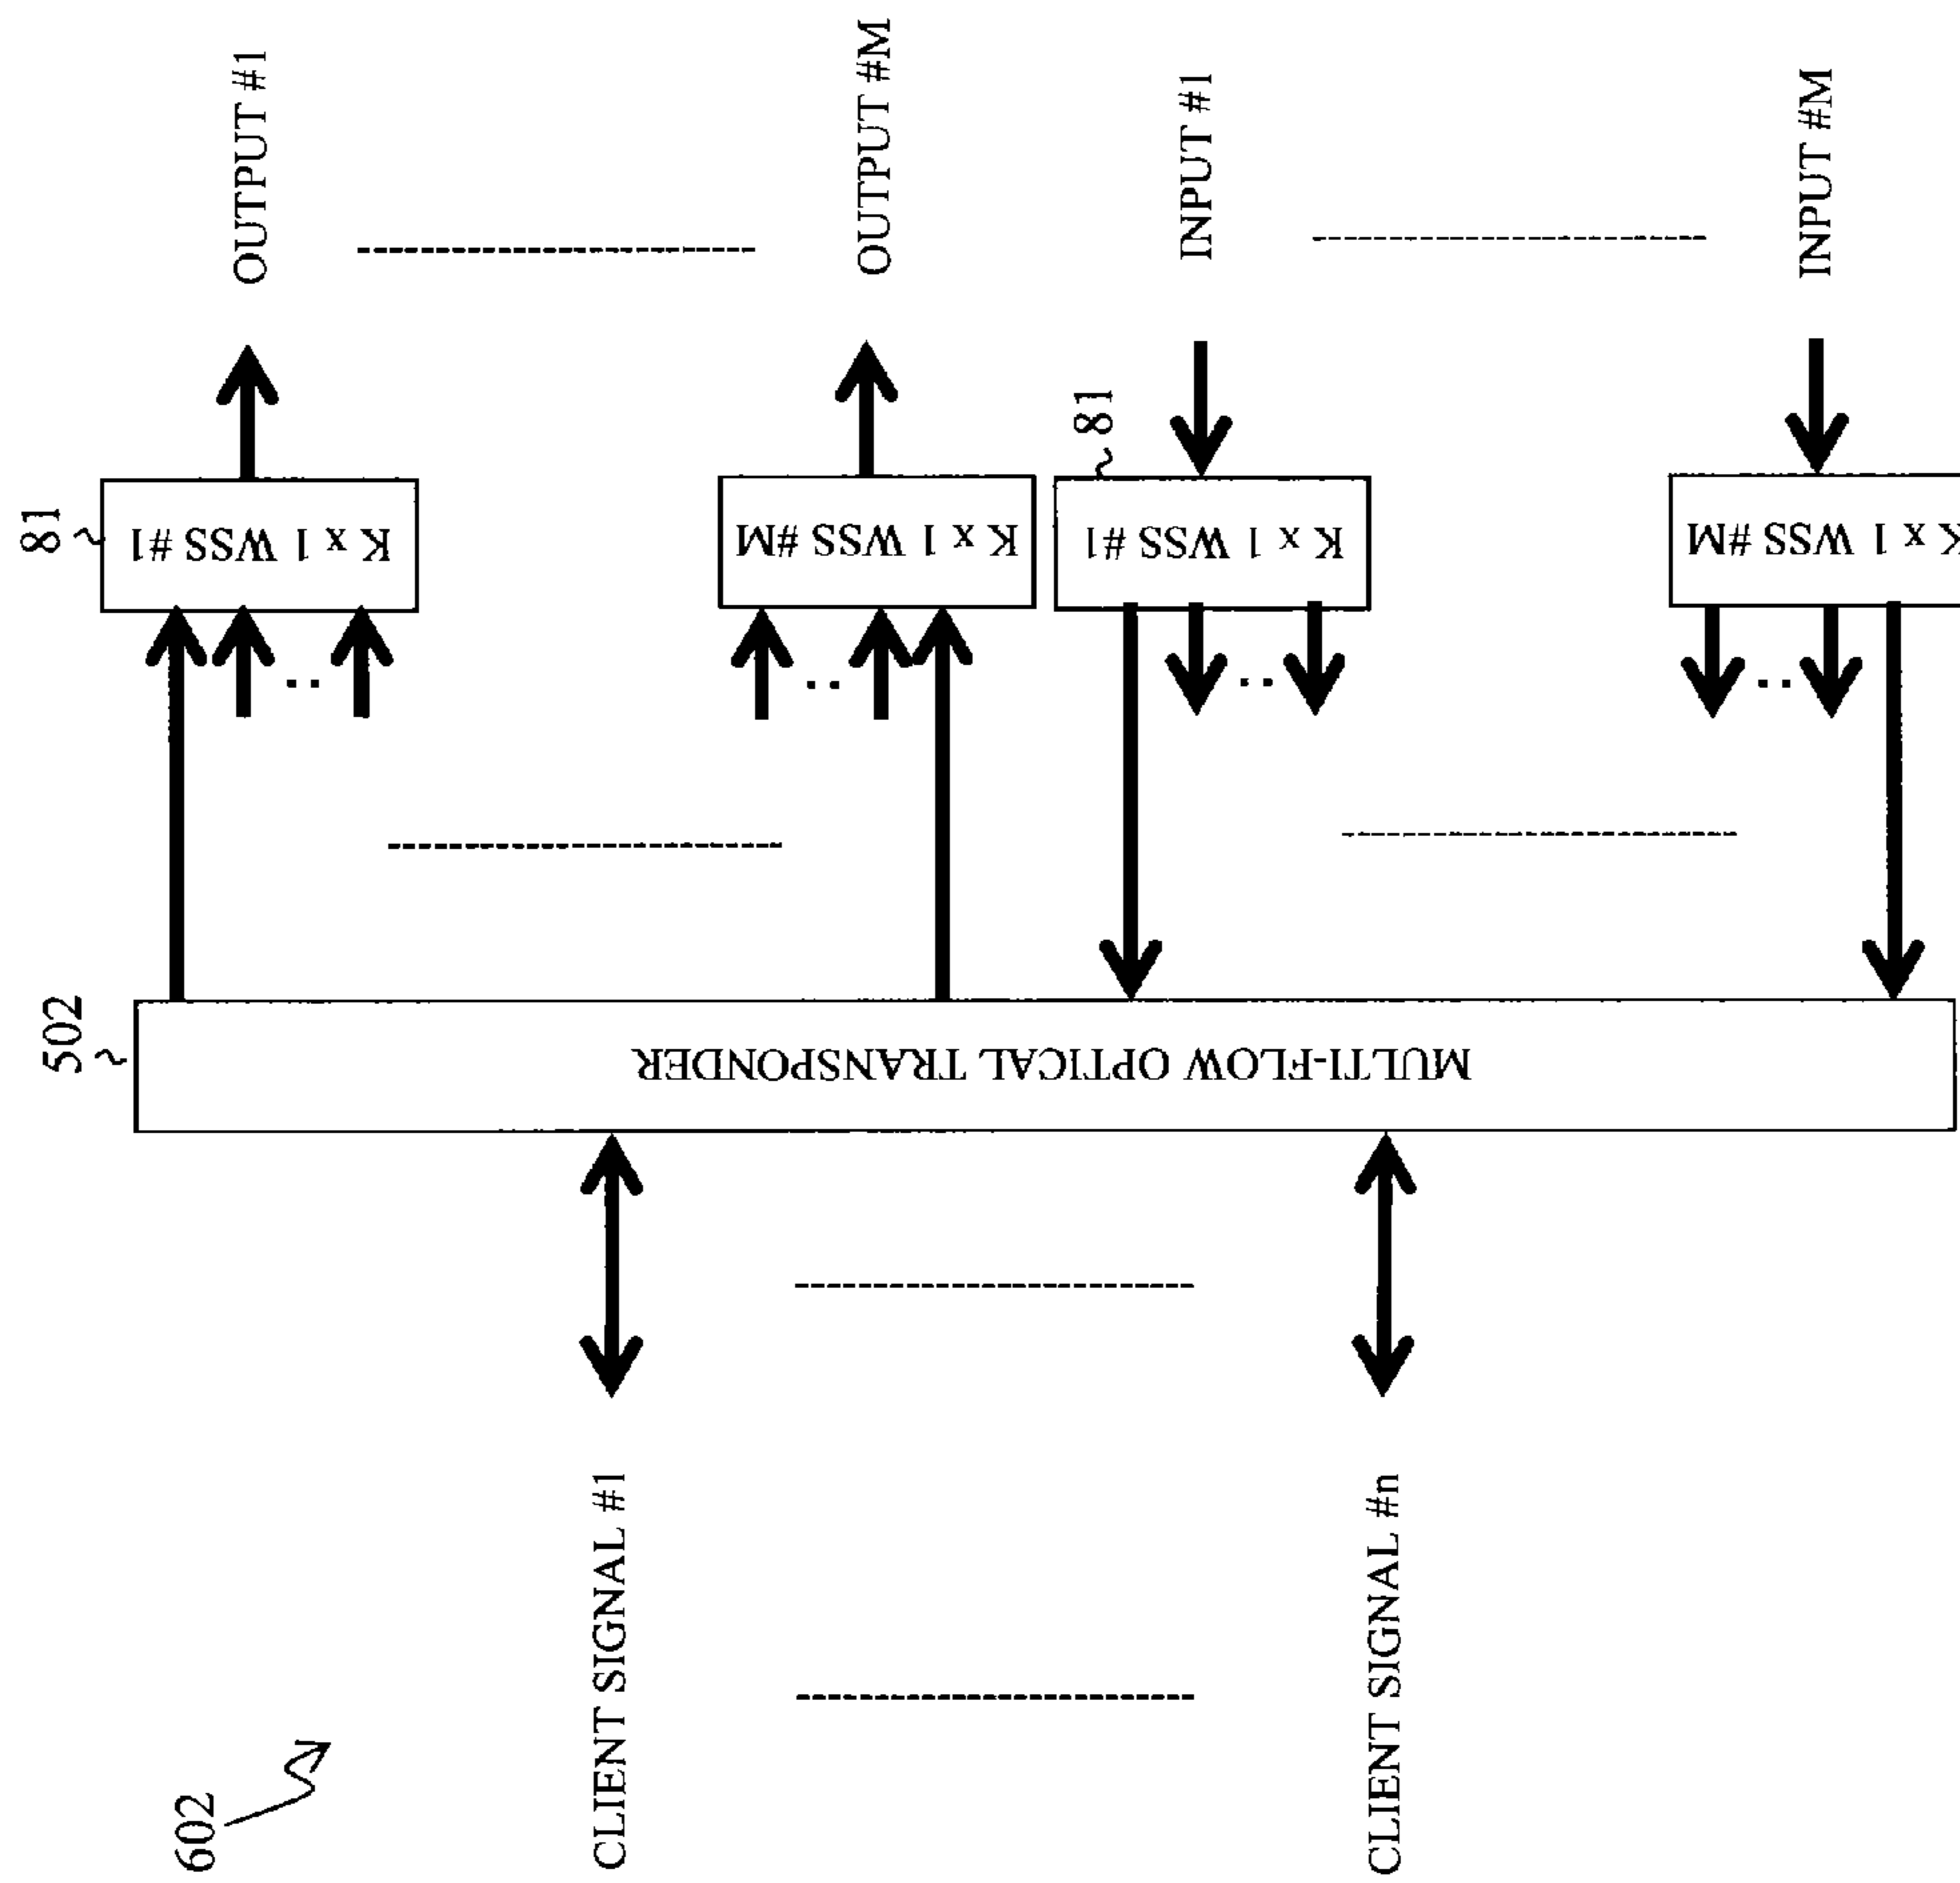 602
502
81
81
CLIENT SIGNAL #1
CLIENT SIGNAL #n
MULTI-FLOW OPTICAL TRANSPONDER
K x 1 WSS #1
K x 1 WSS #M
K x 1 WSS #1
K x 1 WSS #M
OUTPUT #1
OUTPUT #M
INPUT #1
INPUT #M